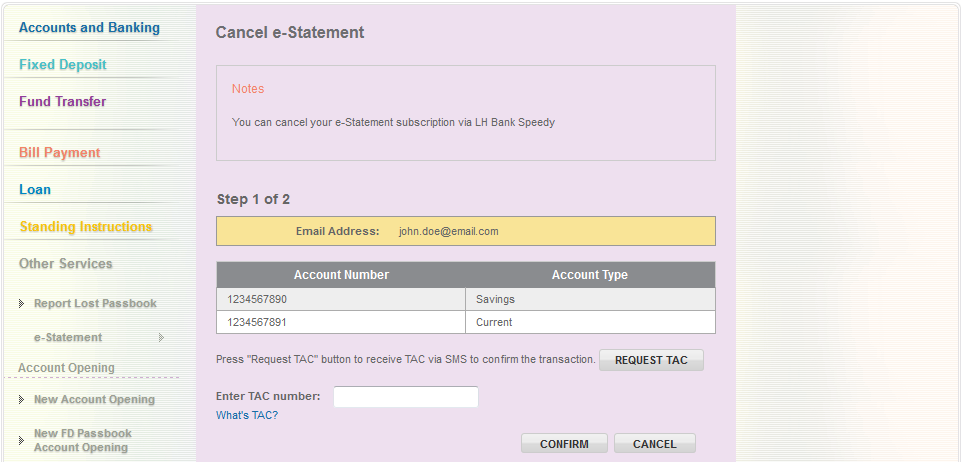 Accounts and Banking
Fixed Deposit
Fund Transfer
Bill Payment
Loan
Standing Instructions
Other Services
Report Lost Passbook
e-Statement
Account Opening
New Account Opening
New FD Passbook
Account Opening
Cancel e-Statement
Notes
You can cancel your e-Statement subscription via LH Bank Speedy
Step 1 of 2
Email Address: john.doe@email.com
Account Number Account Type
1234567890 Savings
1234567891 Current
Press "Request TAC" button to receive TAC via SMS to confirm the transaction. REQUEST TAC
Enter TAC number:
What's TAC?
CONFIRM CANCEL